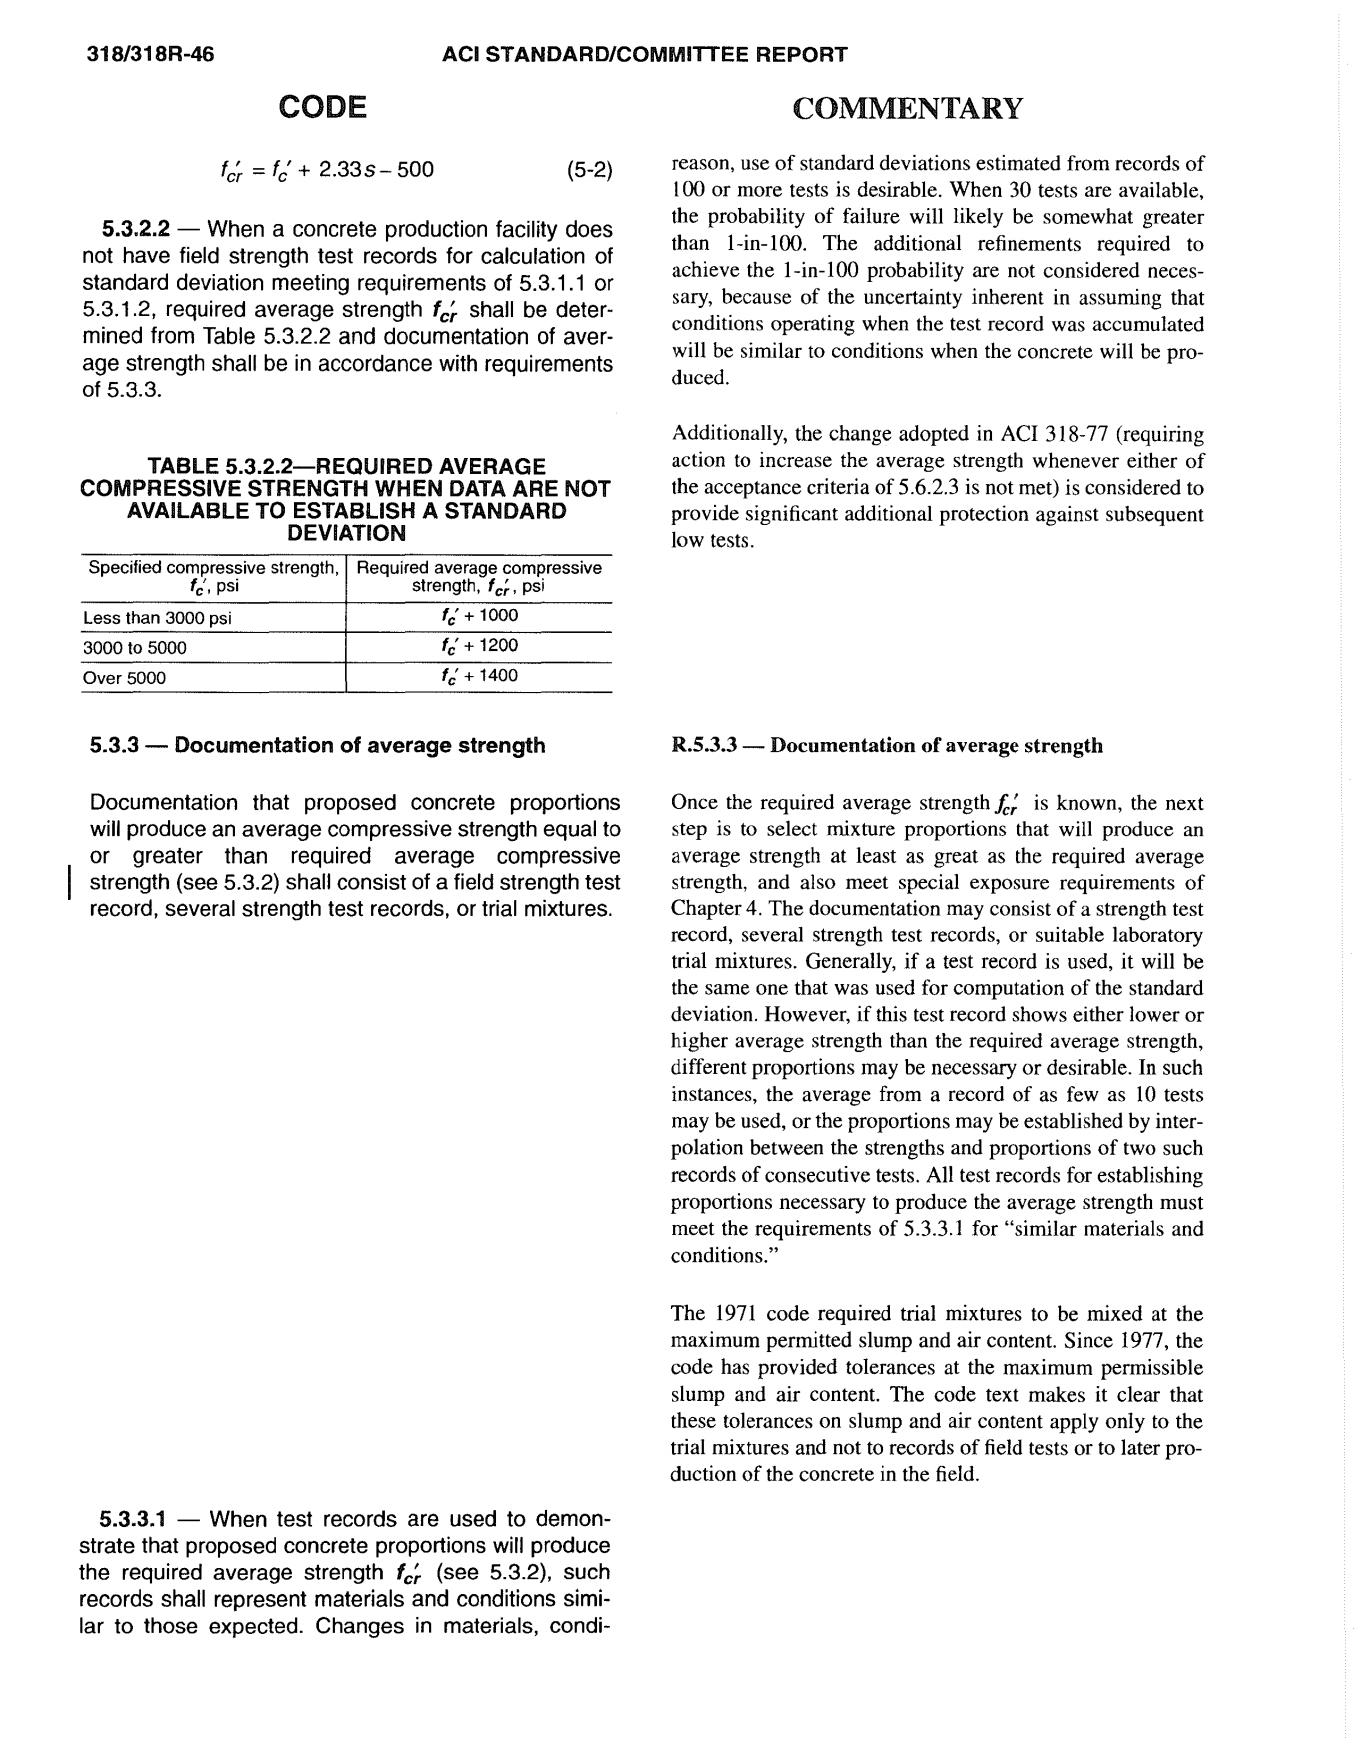 318/318R-46
ACI STANDARD/COMMITTEE REPORT
CODE
f′cr = f′c + 2.33s – 500 (5-2)
5.3.2.2 — When a concrete production facility does
not have field strength test records for calculation of
standard deviation meeting requirements of 5.3.1.1 or
5.3.1.2, required average strength f′cr shall be deter-
mined from Table 5.3.2.2 and documentation of aver-
age strength shall be in accordance with requirements
of 5.3.3.
TABLE 5.3.2.2—REQUIRED AVERAGE
COMPRESSIVE STRENGTH WHEN DATA ARE NOT
AVAILABLE TO ESTABLISH A STANDARD
DEVIATION
Specified compressive strength, Required average compressive
f′c, psi strength, f′cr, psi
Less than 3000 psi f′c + 1000
3000 to 5000 f′c + 1200
Over 5000 f′c + 1400
5.3.3 — Documentation of average strength
Documentation that proposed concrete proportions
will produce an average compressive strength equal to
or greater than required average compressive
strength (see 5.3.2) shall consist of a field strength test
record, several strength test records, or trial mixtures.
5.3.3.1 — When test records are used to demon-
strate that proposed concrete proportions will produce
the required average strength f′cr (see 5.3.2), such
records shall represent materials and conditions simi-
lar to those expected. Changes in materials, condi-
COMMENTARY
reason, use of standard deviations estimated from records of
100 or more tests is desirable. When 30 tests are available,
the probability of failure will likely be somewhat greater
than 1-in-100. The additional refinements required to
achieve the 1-in-100 probability are not considered neces-
sary, because of the uncertainty inherent in assuming that
conditions operating when the test record was accumulated
will be similar to conditions when the concrete will be pro-
duced.
Additionally, the change adopted in ACI 318-77 (requiring
action to increase the average strength whenever either of
the acceptance criteria of 5.6.2.3 is not met) is considered to
provide significant additional protection against subsequent
low tests.
R.5.3.3 — Documentation of average strength
Once the required average strength f′cr is known, the next
step is to select mixture proportions that will produce an
average strength at least as great as the required average
strength, and also meet special exposure requirements of
Chapter 4. The documentation may consist of a strength test
record, several strength test records, or suitable laboratory
trial mixtures. Generally, if a test record is used, it will be
the same one that was used for computation of the standard
deviation. However, if this test record shows either lower or
higher average strength than the required average strength,
different proportions may be necessary or desirable. In such
instances, the average from a record of as few as 10 tests
may be used, or the proportions may be established by inter-
polation between the strengths and proportions of two such
records of consecutive tests. All test records for establishing
proportions necessary to produce the average strength must
meet the requirements of 5.3.3.1 for “similar materials and
conditions.”
The 1971 code required trial mixtures to be mixed at the
maximum permitted slump and air content. Since 1977, the
code has provided tolerances at the maximum permissible
slump and air content. The code text makes it clear that
these tolerances on slump and air content apply only to the
trial mixtures and not to records of field tests or to later pro-
duction of the concrete in the field.